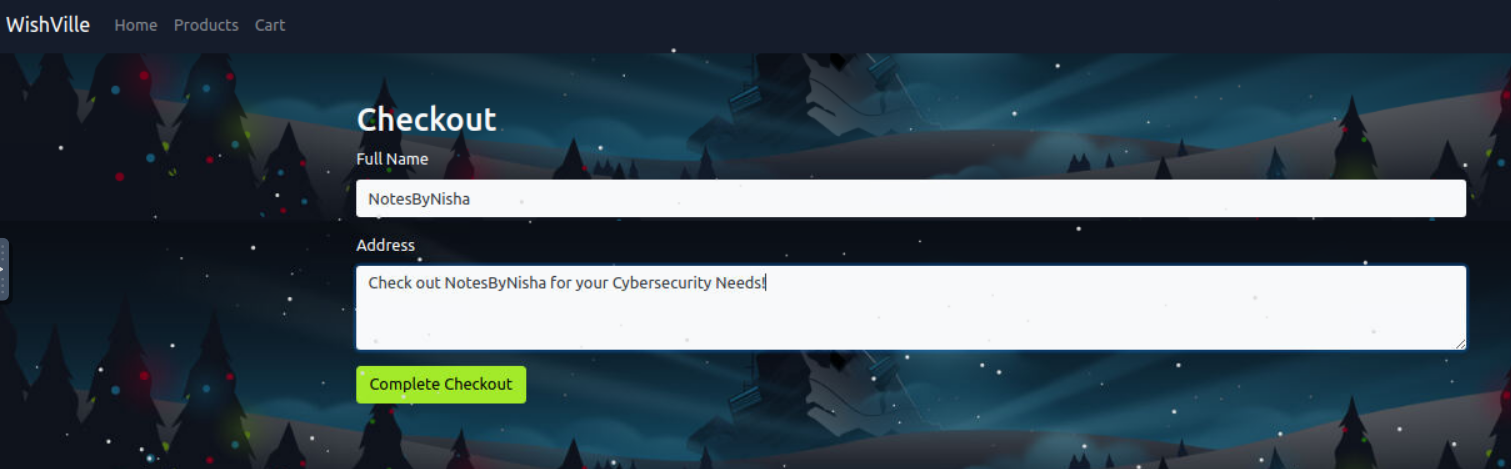 WishVille Home Products Cart
Checkout
Full Name
NotesByNisha
Address
Check out NotesByNisha for your Cybersecurity Needs!
Complete Checkout